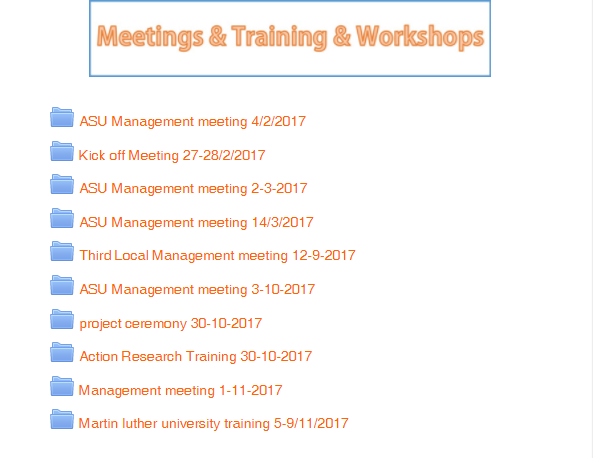 Meetings & Training & Workshops
ASU Management meeting 4/2/2017
Kick off Meeting 27-28/2/2017
ASU Management meeting 2-3-2017
ASU Management meeting 14/3/2017
Third Local Management meeting 12-9-2017
ASU Management meeting 3-10-2017
project ceremony 30-10-2017
Action Research Training 30-10-2017
Management meeting 1-11-2017
Martin luther university training 5-9/11/2017